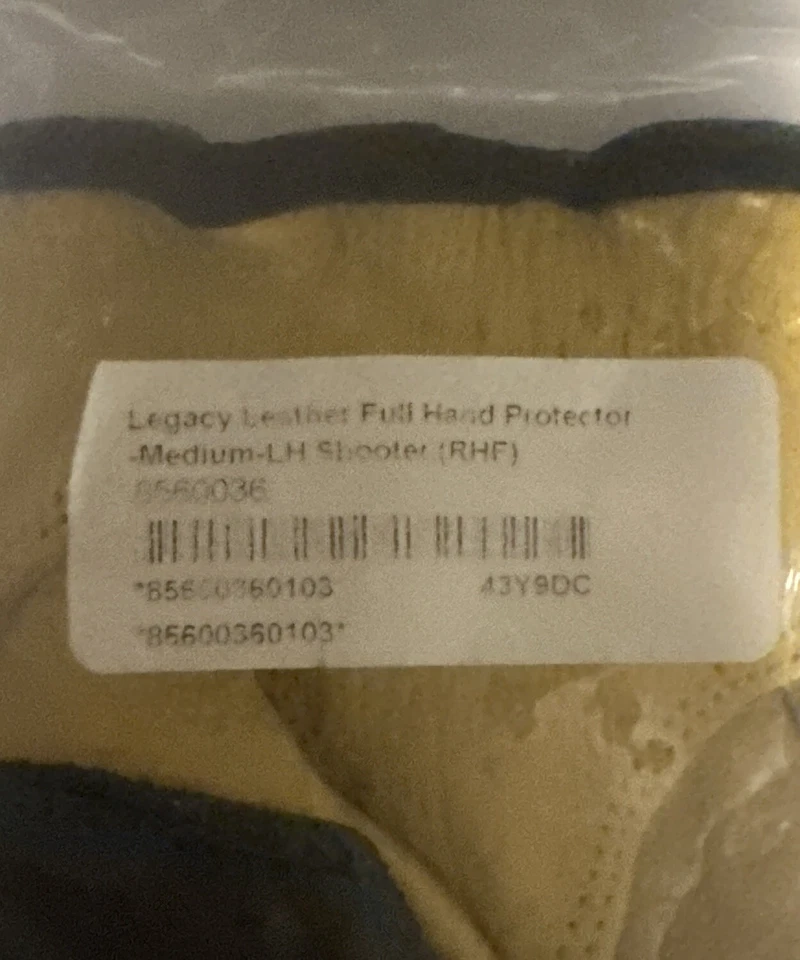 Legacy Leather Full Hand Protector
-Medium-LH Shooter (RHF)
8560036
*85600360103
43Y9DC
*85600360103*